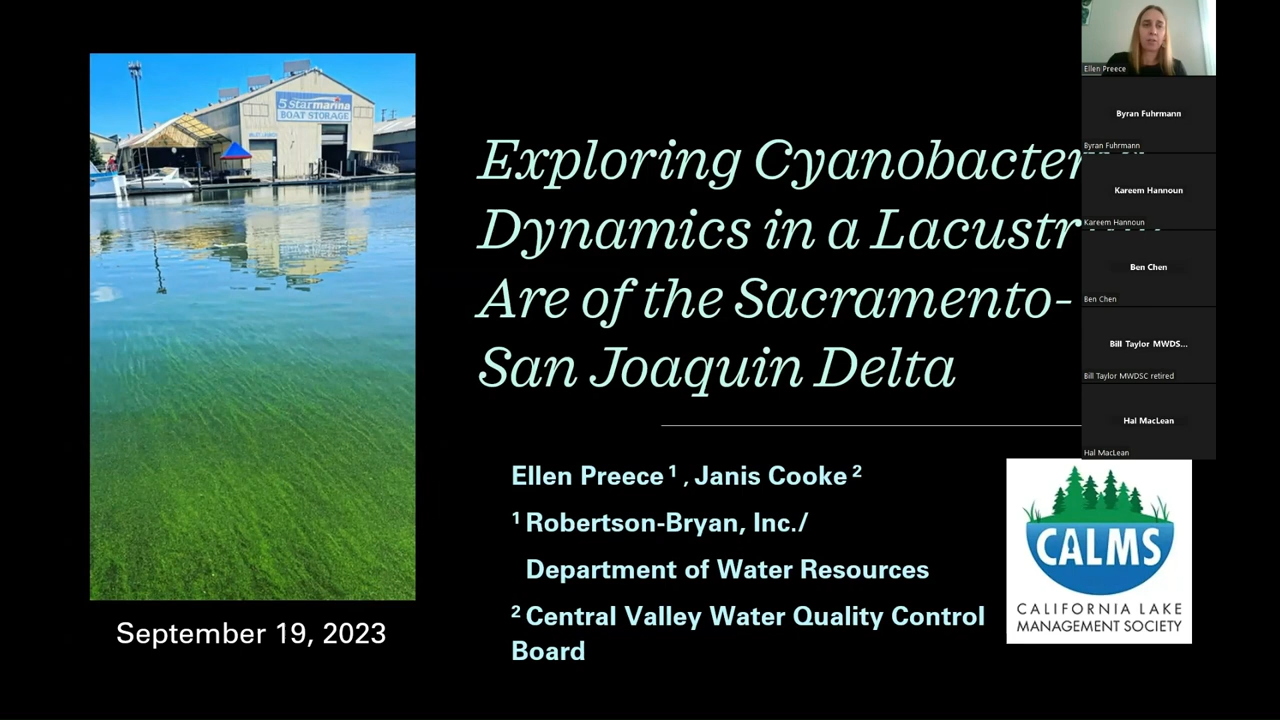 5 Star marina
BOAT STORAGE
September 19, 2023
Exploring Cyanobacter
Dynamics in a Lacustr
Are of the Sacramento-
San Joaquin Delta
Ellen Preece 1 , Janis Cooke 2
1 Robertson-Bryan, Inc./
Department of Water Resources
2 Central Valley Water Quality Control
Board
CALMS
CALIFORNIA LAKE
MANAGEMENT SOCIETY
Ellen Preece
Byran Fuhrmann
Byran Fuhrmann
Kareem Hannoun
Kareem Hannoun
Ben Chen
Ben Chen
Bill Taylor MWDS...
Bill Taylor MWDSC retired
Hal MacLean
Hal MacLean